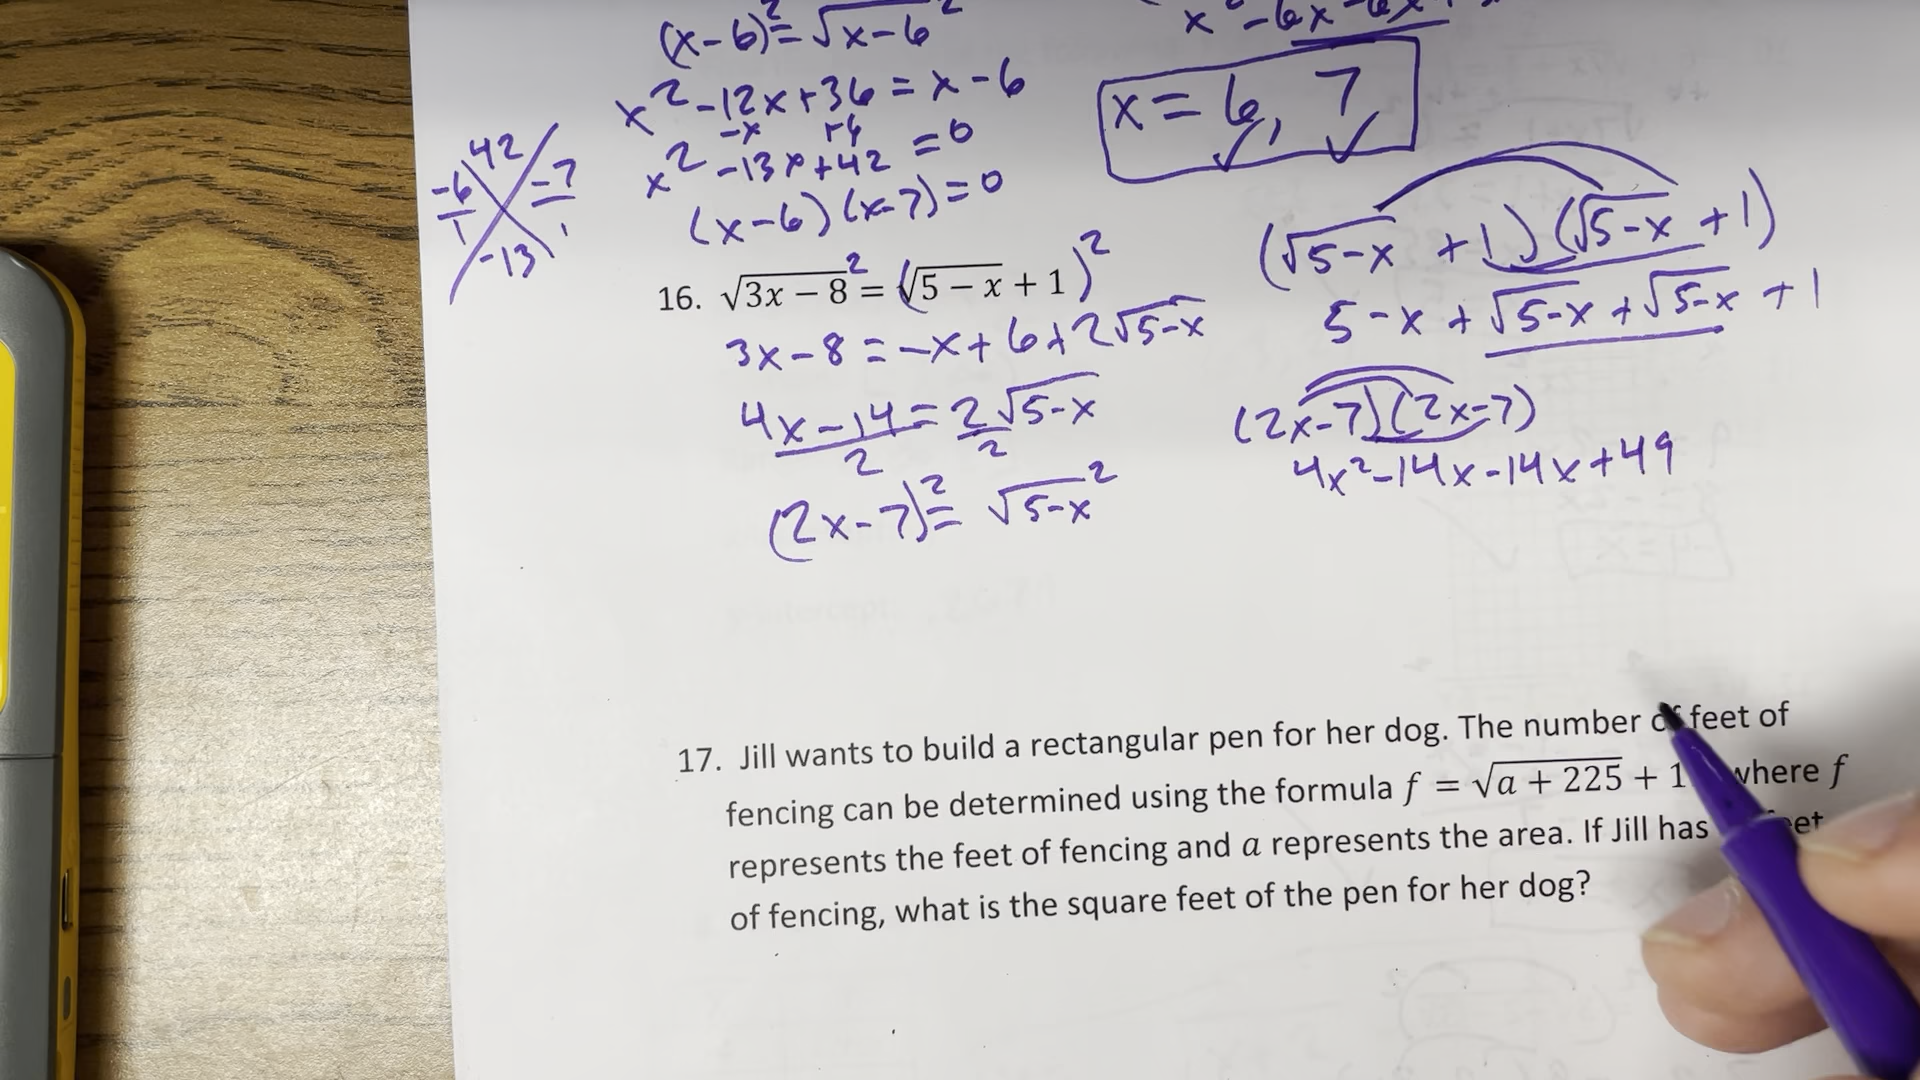 (x-6)²=√x-6²
x²-12x+36=x-6
-x +6
x²-13x+42 =0
(x-6)(x-7)=0
42
-6 -7
1 1
-13
x²-6x-6x
x=6, 7
✓ ✓
16. √3x − 8² = (√5 − x + 1)²
3x-8=-x+6+2√5-x
4x-14=2√5-x
2 2
(2x-7)²=√5-x²
(√5-x +1)(√5-x +1)
5-x+√5-x+√5-x +1
(2x-7)(2x-7)
4x²-14x-14x+49
17. Jill wants to build a rectangular pen for her dog. The number of feet of
fencing can be determined using the formula f = √a + 225 + 1 where f
represents the feet of fencing and a represents the area. If Jill has feet
of fencing, what is the square feet of the pen for her dog?